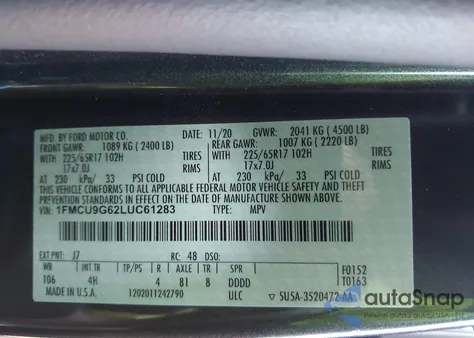 MFD. BY FORD MOTOR CO. 11/20 GVWR: 2041 KG (4500 LB)
FRONT GAWR: 1089 KG (2400 LB) REAR GAWR: 1007 KG (2220 LB)
WITH 225/65R17 102H TIRES WITH 225/65R17 102H TIRES
17x7.0J RIMS 17x7.0J RIMS
AT 230 kPa/ 33 PSI COLD AT 230 kPa/ 33 PSI COLD
THIS VEHICLE CONFORMS TO ALL APPLICABLE FEDERAL MOTOR VEHICLE SAFETY AND THEFT
PREVENTION STANDARDS IN EFFECT ON THE DATE OF MANUFACTURE SHOWN ABOVE.
VIN: 1FMCU9G62LUC61283 TYPE: MPV
EXT PNT: J7 RC: 48 DSO: F0152
WB INT TR TP/PS R AXLE TR SPR T0163
106 4H 4 81 8 DDDD
MADE IN U.S.A. 1202011242790 ULC 5U5A-3520472-AA
autoSnap